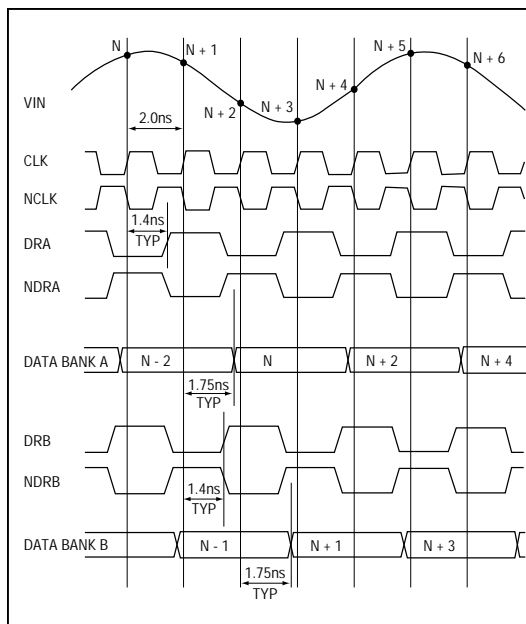 N
N + 1
N + 5
N + 6
N + 4
N + 2
N + 3
VIN
2.0ns
CLK
NCLK
1.4ns
TYP
DRA
NDRA
DATA BANK A
N - 2
N
N + 2
N + 4
1.75ns
TYP
DRB
NDRB
1.4ns
TYP
DATA BANK B
N - 1
N + 1
N + 3
1.75ns
TYP